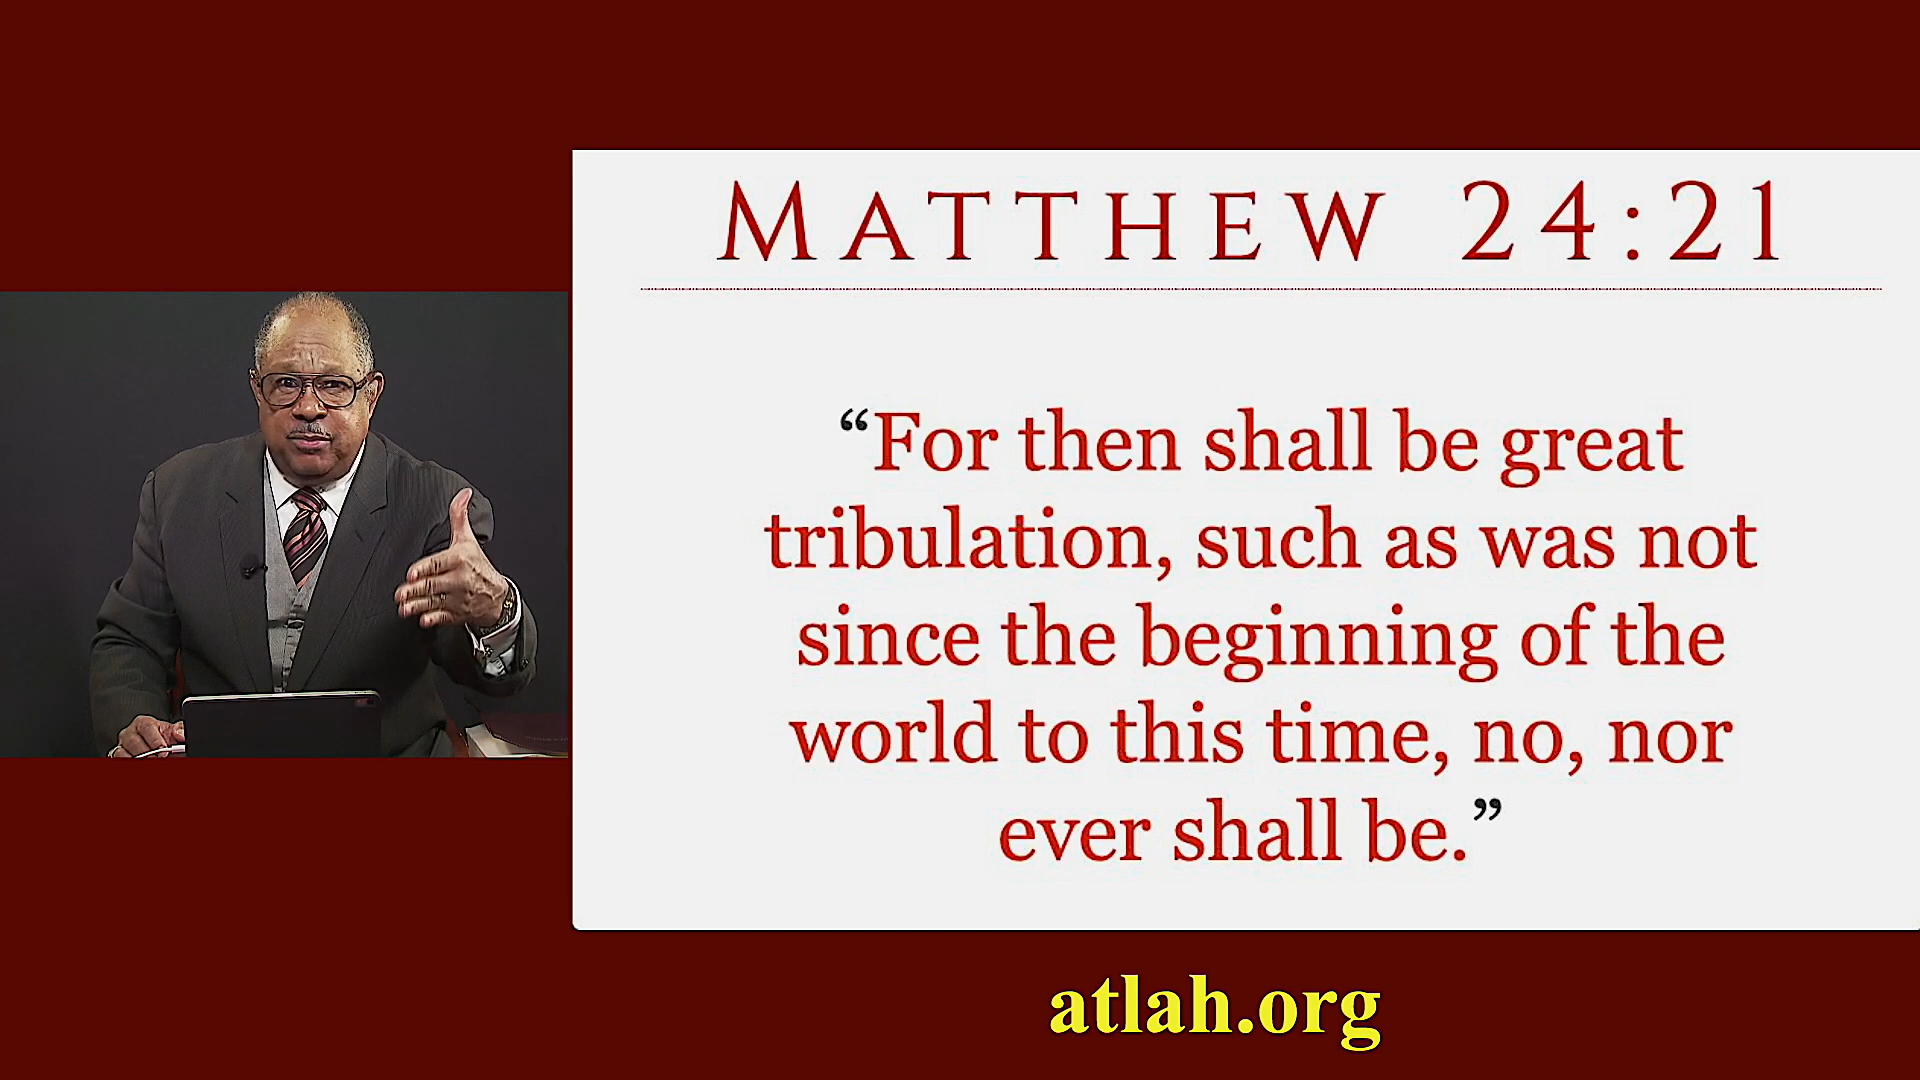 MATTHEW 24:21
“For then shall be great
tribulation, such as was not
since the beginning of the
world to this time, no, nor
ever shall be.”
atlah.org